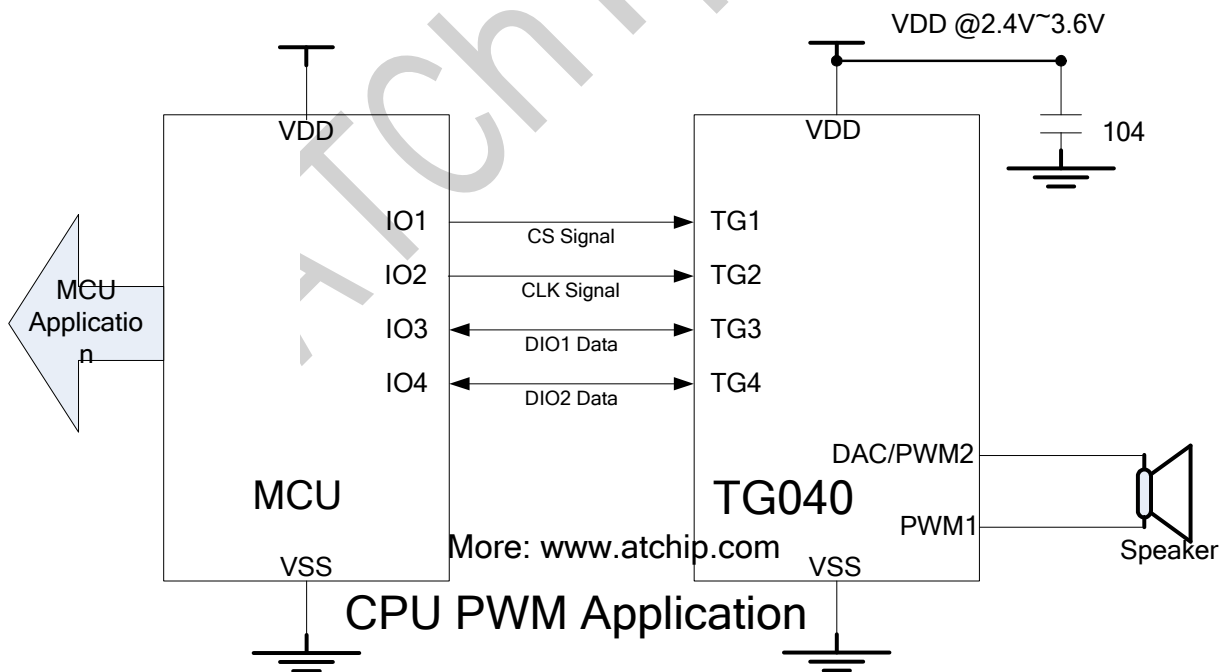 VDD @2.4V~3.6V
VDD
VDD
104
IO1
CS Signal
TG1
IO2
CLK Signal
TG2
MCU
Applicatio
n
IO3
DIO1 Data
TG3
IO4
DIO2 Data
TG4
DAC/PWM2
MCU
TG040
PWM1
More: www.atchip.com
Speaker
VSS
VSS
CPU PWM Application